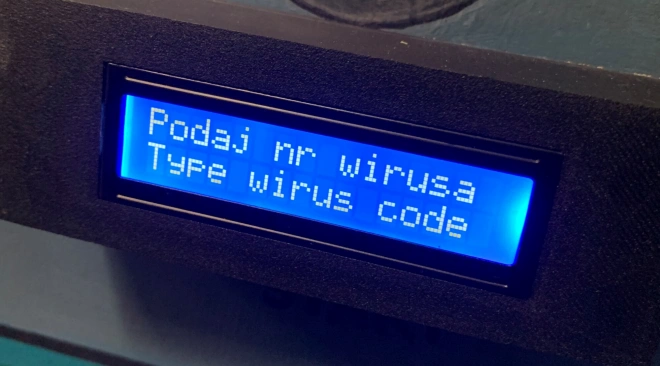 Podaj nr wirusa
Type wirus code